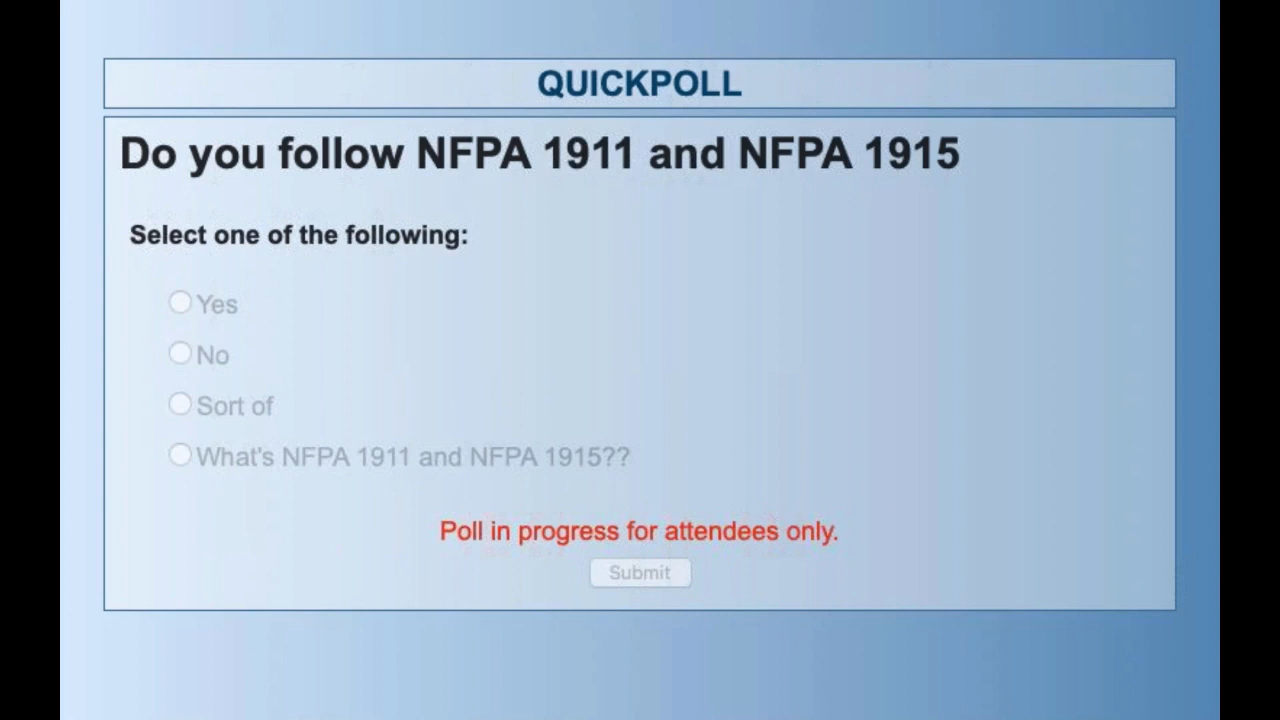 QUICKPOLL
Do you follow NFPA 1911 and NFPA 1915
Select one of the following:
Yes
No
Sort of
What's NFPA 1911 and NFPA 1915??
Poll in progress for attendees only.
Submit